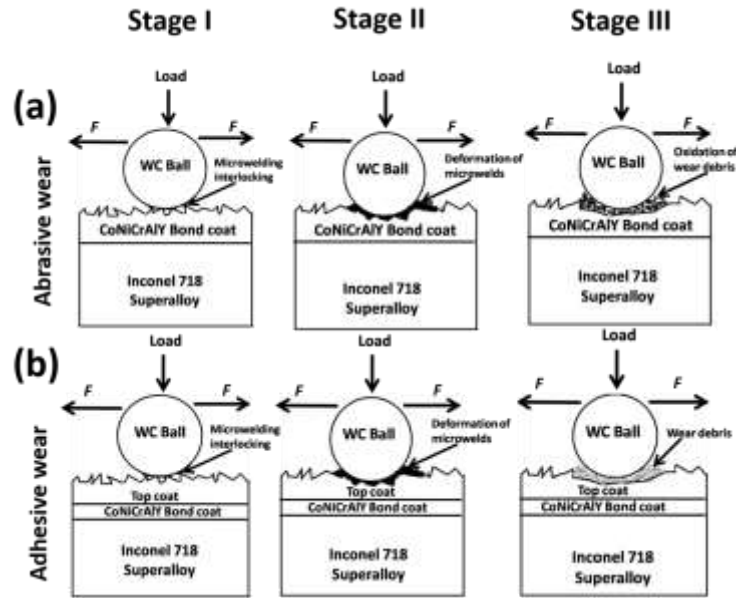 Stage I
Stage II
Stage III
(a)
Abrasive wear
Load
F
F
WC Ball
Microwelding
interlocking
CoNiCrAlY Bond coat
Inconel 718
Superalloy
Load
F
F
WC Ball
Deformation of
microwelds
CoNiCrAlY Bond coat
Inconel 718
Superalloy
Load
F
F
WC Ball
Oxidation of
wear debris
CoNiCrAlY Bond coat
Inconel 718
Superalloy
(b)
Adhesive wear
Load
F
F
WC Ball
Microwelding
interlocking
Top coat
CoNiCrAlY Bond coat
Inconel 718
Superalloy
Load
F
F
WC Ball
Deformation of
microwelds
Top coat
CoNiCrAlY Bond coat
Inconel 718
Superalloy
Load
F
F
WC Ball
Wear debris
Top coat
CoNiCrAlY Bond coat
Inconel 718
Superalloy